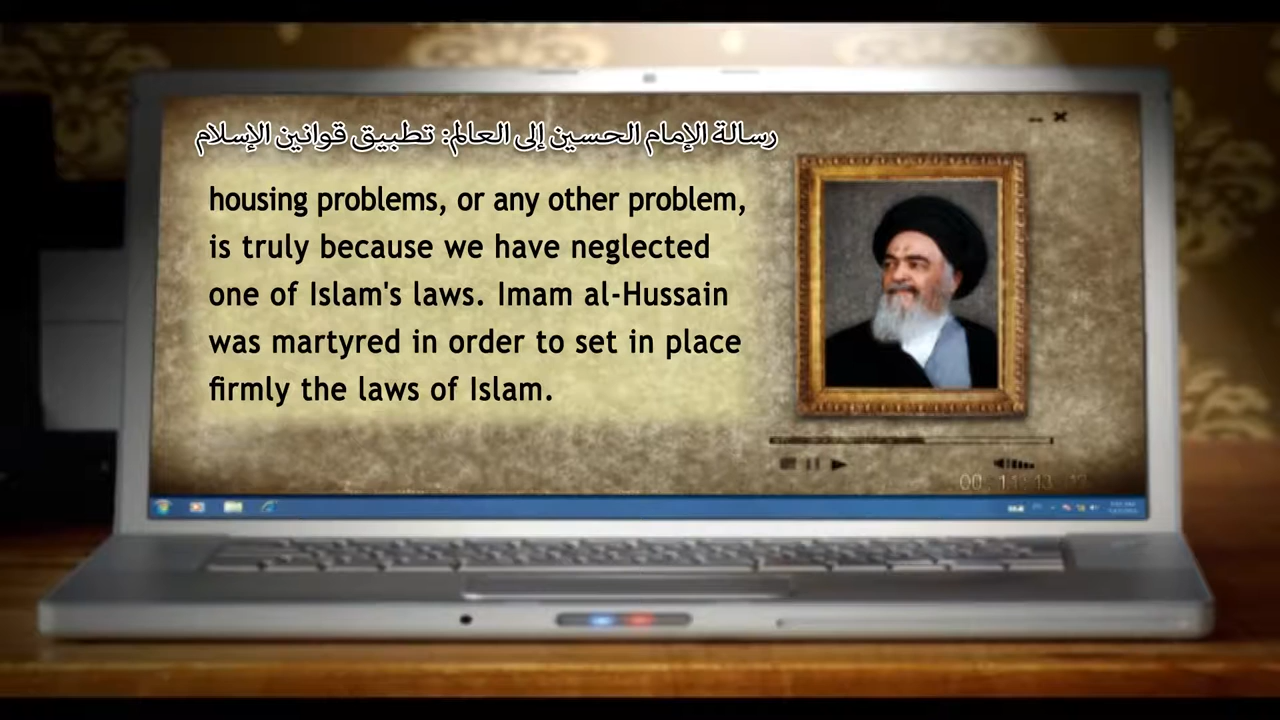 رسالة الإمام الحسين إلى العالم: تطبيق قوانين الإسلام
housing problems, or any other problem,
is truly because we have neglected
one of Islam's laws. Imam al-Hussain
was martyred in order to set in place
firmly the laws of Islam.